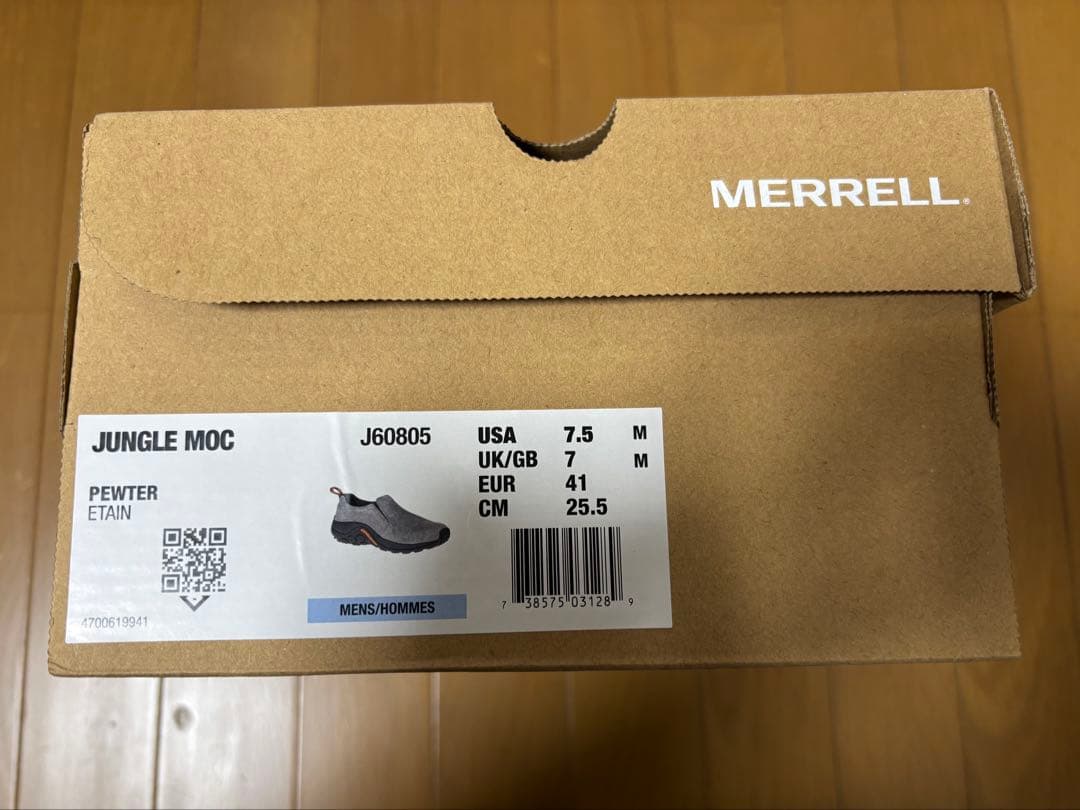 MERRELL®
JUNGLE MOC J60805
USA 7.5 M
UK/GB 7 M
EUR 41
CM 25.5
PEWTER
ETAIN
MENS/HOMMES
4700619941
7 38575 03128 9